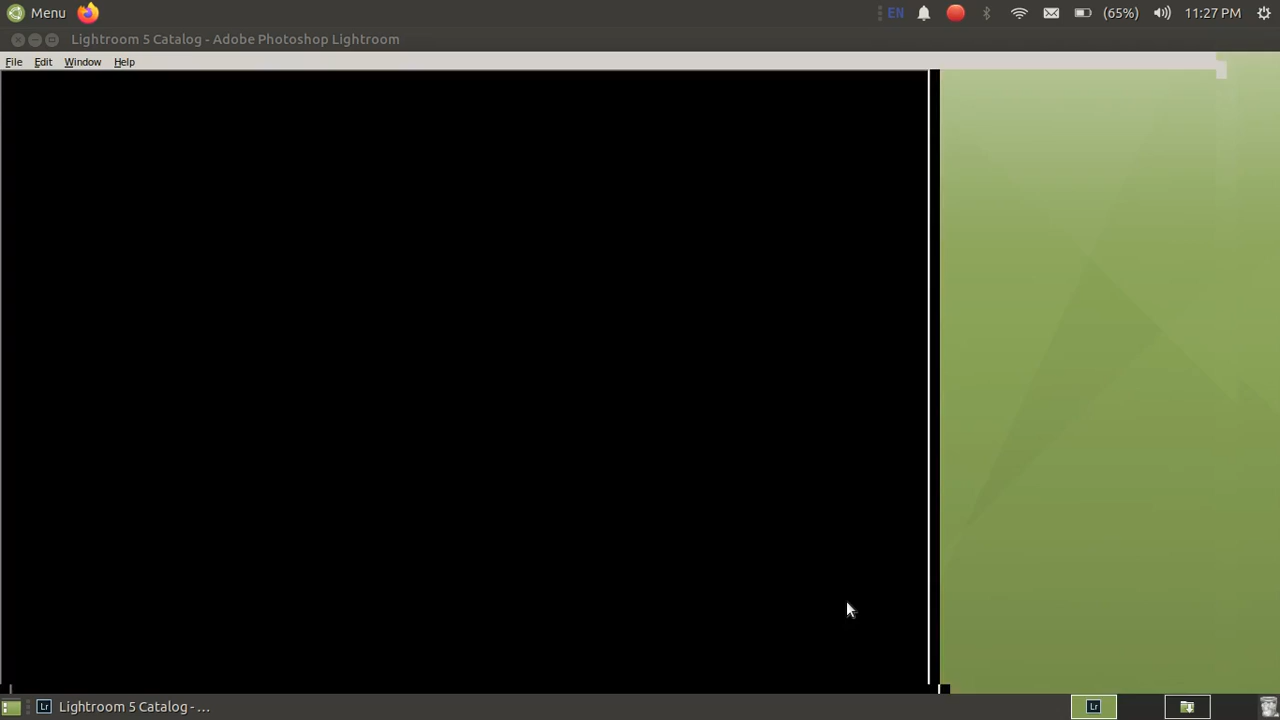 Menu EN (65%) 11:27 PM
Lightroom 5 Catalog - Adobe Photoshop Lightroom
File Edit Window Help
Lr Lightroom 5 Catalog - ... Lr